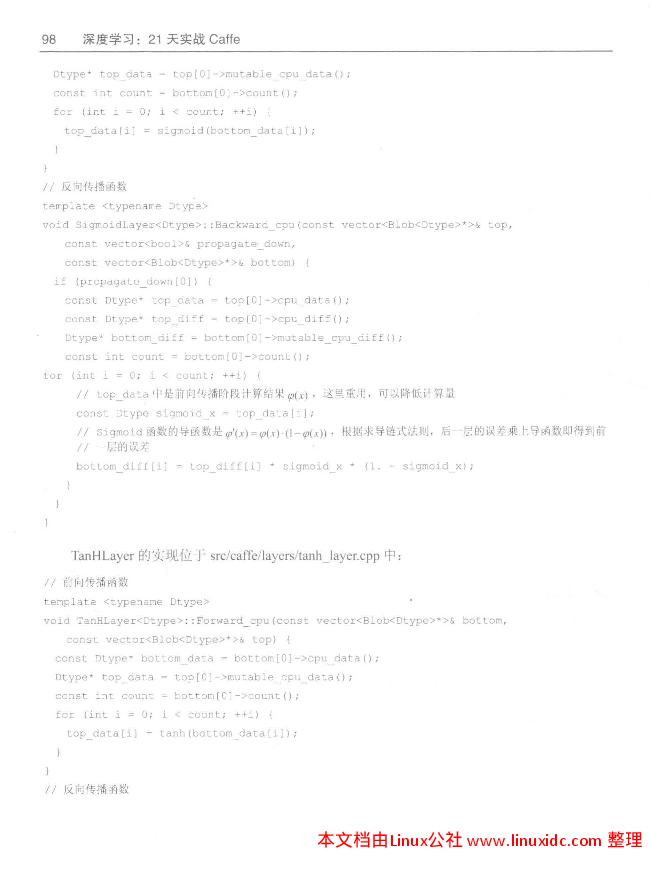 98 深度学习：21 天实战 Caffe
Dtype* top_data = top[0]->mutable_cpu_data();
const int count = bottom[0]->count();
for (int i = 0; i < count; ++i) {
top_data[i] = sigmoid(bottom_data[i]);
}
}
// 反向传播函数
template <typename Dtype>
void SigmoidLayer<Dtype>::Backward_cpu(const vector<Blob<Dtype>*>& top,
const vector<bool>& propagate_down,
const vector<Blob<Dtype>*>& bottom) {
if (propagate_down[0]) {
const Dtype* top_data = top[0]->cpu_data();
const Dtype* top_diff = top[0]->cpu_diff();
Dtype* bottom_diff = bottom[0]->mutable_cpu_diff();
const int count = bottom[0]->count();
for (int i = 0; i < count; ++i) {
// top_data 中是前向传播阶段计算结果 φ(x)，这里重用，可以降低计算量
const Dtype sigmoid_x = top_data[i];
// Sigmoid 函数的导函数是 φ'(x)=φ(x)·(1−φ(x))，根据求导链式法则，后一层的误差乘上导函数即得到前
// 一层的误差
bottom_diff[i] = top_diff[i] * sigmoid_x * (1. - sigmoid_x);
}
}
}
TanHLayer 的实现位于 src/caffe/layers/tanh_layer.cpp 中：
// 前向传播函数
template <typename Dtype>
void TanHLayer<Dtype>::Forward_cpu(const vector<Blob<Dtype>*>& bottom,
const vector<Blob<Dtype>*>& top) {
const Dtype* bottom_data = bottom[0]->cpu_data();
Dtype* top_data = top[0]->mutable_cpu_data();
const int count = bottom[0]->count();
for (int i = 0; i < count; ++i) {
top_data[i] = tanh(bottom_data[i]);
}
}
// 反向传播函数
本文档由Linux公社 www.linuxidc.com 整理